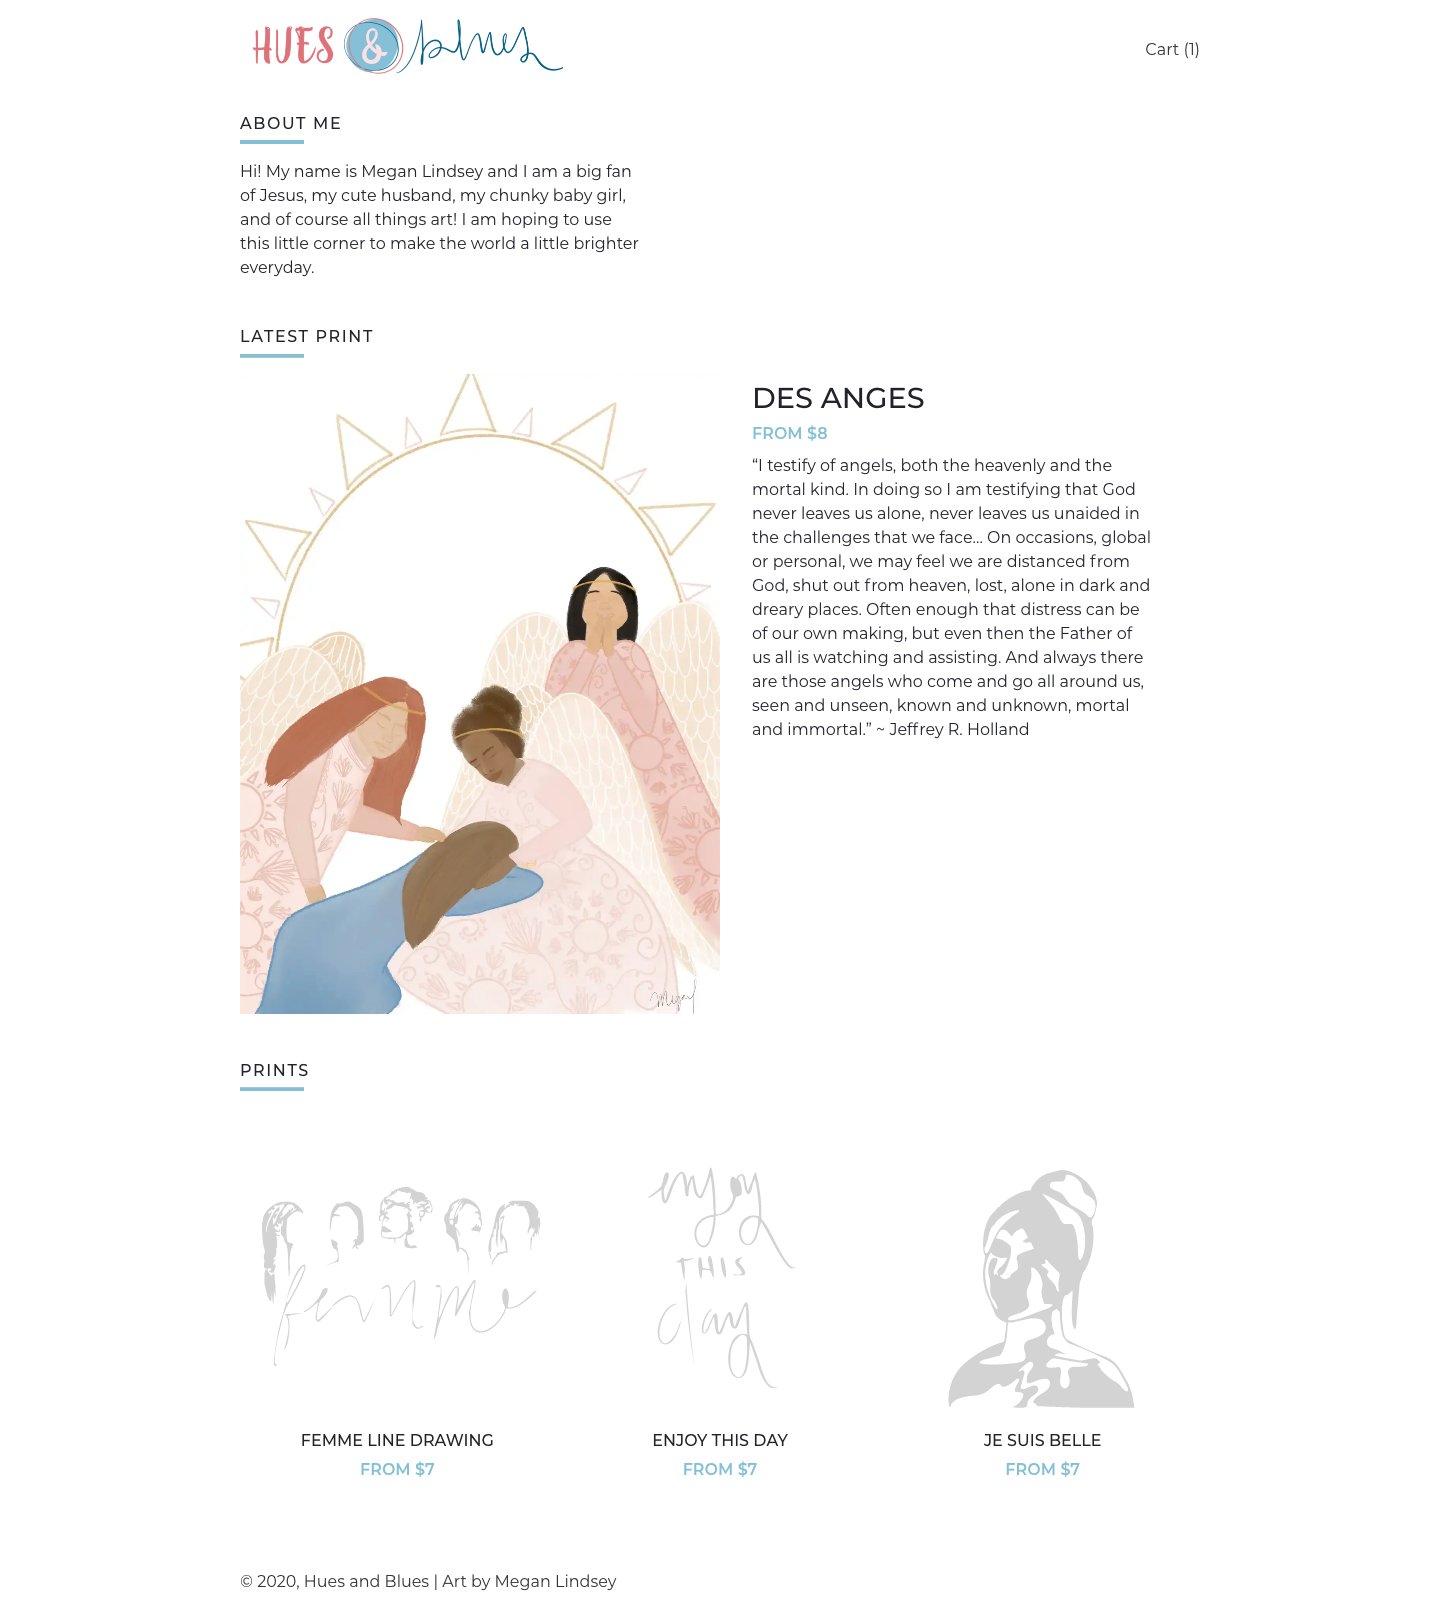 HUES & blues
Cart (1)
ABOUT ME
Hi! My name is Megan Lindsey and I am a big fan
of Jesus, my cute husband, my chunky baby girl,
and of course all things art! I am hoping to use
this little corner to make the world a little brighter
everyday.
LATEST PRINT
DES ANGES
FROM $8
“I testify of angels, both the heavenly and the
mortal kind. In doing so I am testifying that God
never leaves us alone, never leaves us unaided in
the challenges that we face... On occasions, global
or personal, we may feel we are distanced from
God, shut out from heaven, lost, alone in dark and
dreary places. Often enough that distress can be
of our own making, but even then the Father of
us all is watching and assisting. And always there
are those angels who come and go all around us,
seen and unseen, known and unknown, mortal
and immortal.” ~ Jeffrey R. Holland
Megan
PRINTS
femme
enjoy
THIS
day
FEMME LINE DRAWING
FROM $7
ENJOY THIS DAY
FROM $7
JE SUIS BELLE
FROM $7
© 2020, Hues and Blues | Art by Megan Lindsey